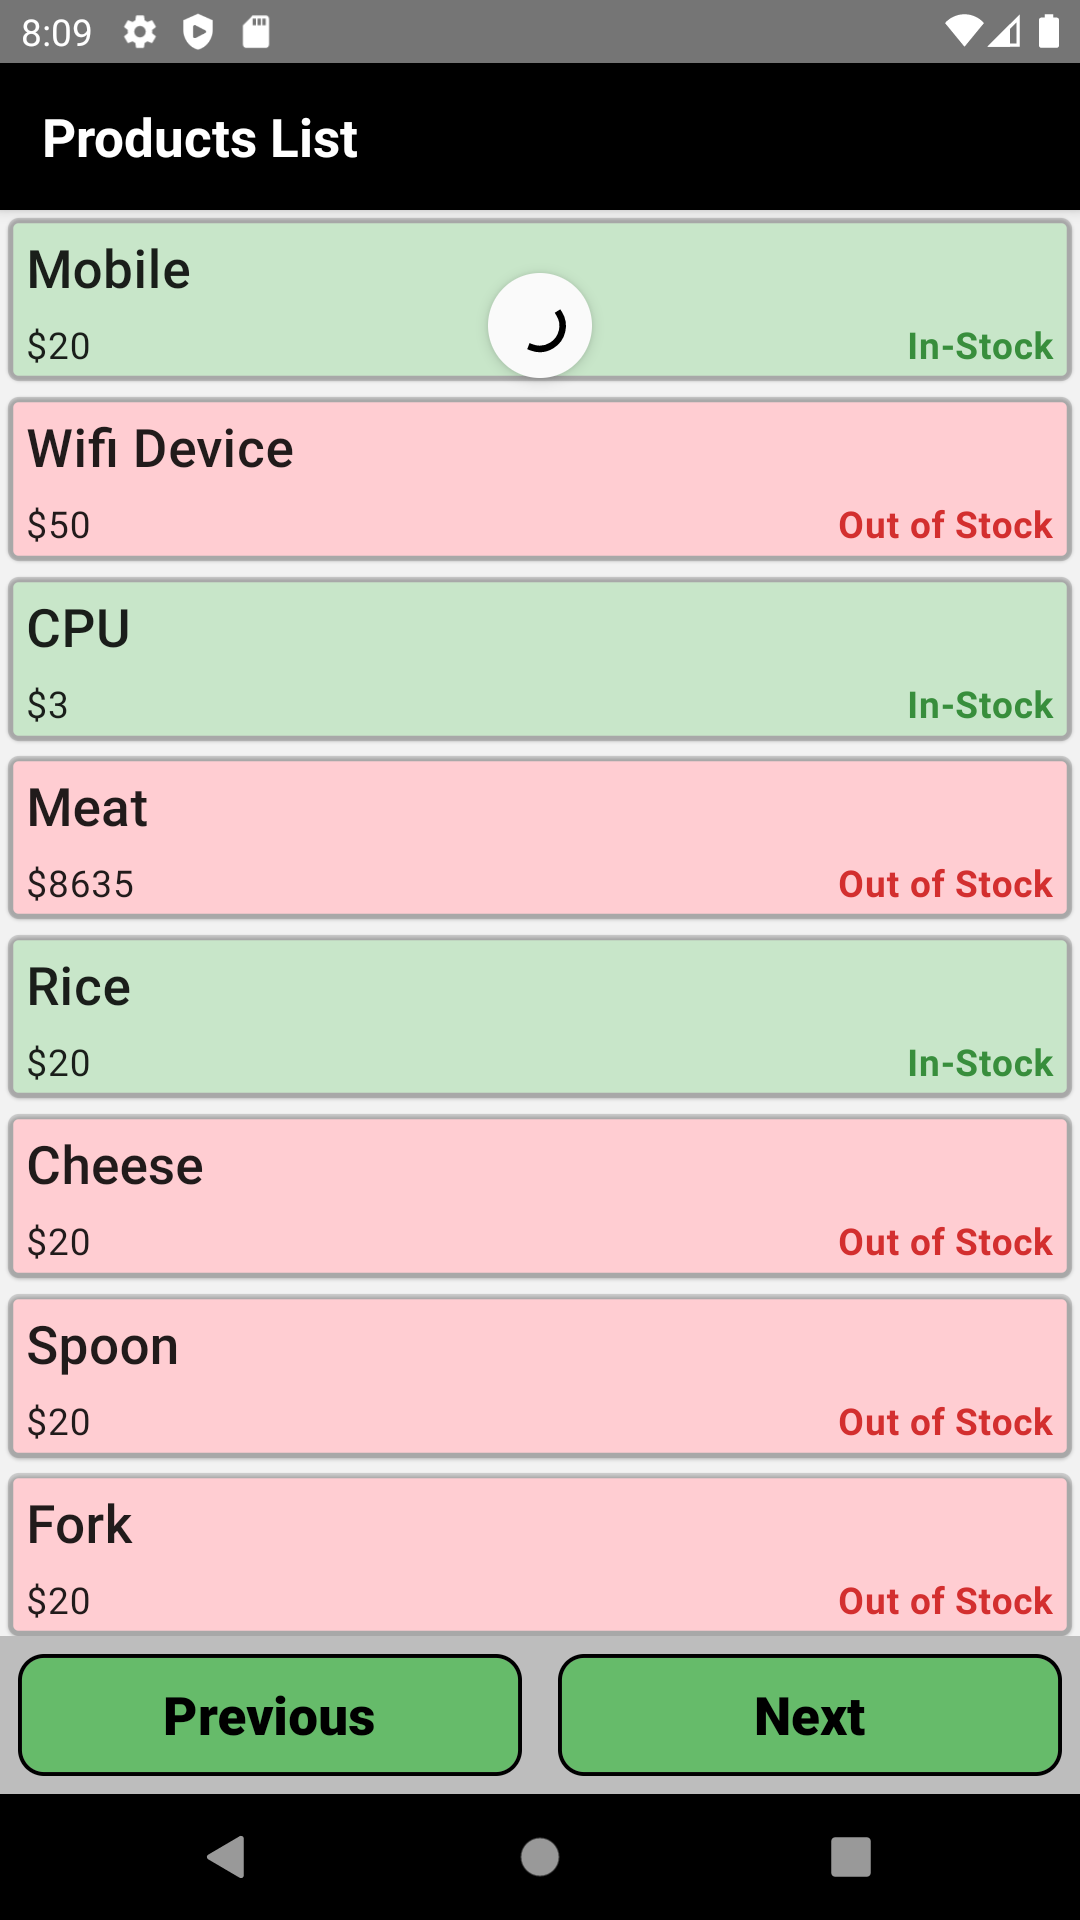 8:09
Products List
Mobile
$20 In-Stock
Wifi Device
$50 Out of Stock
CPU
$3 In-Stock
Meat
$8635 Out of Stock
Rice
$20 In-Stock
Cheese
$20 Out of Stock
Spoon
$20 Out of Stock
Fork
$20 Out of Stock
Previous Next